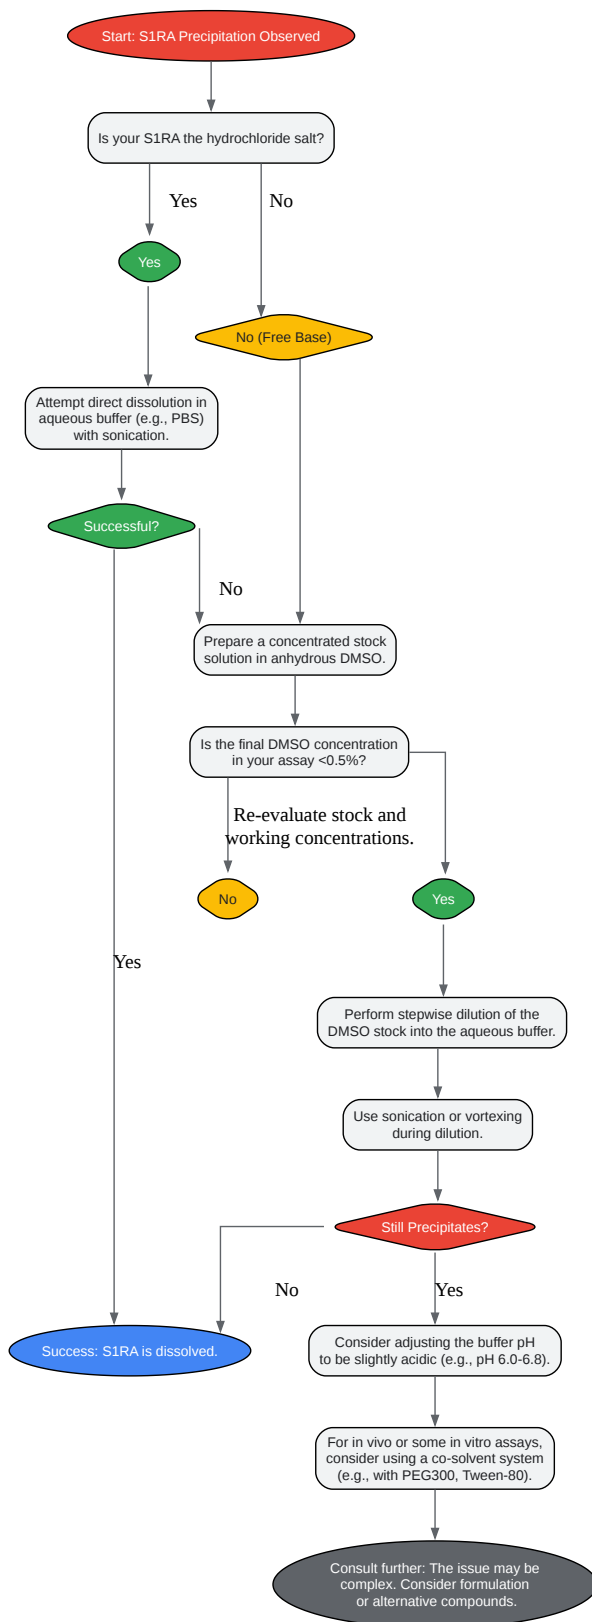 Start: S1RA Precipitation Observed
Is your S1RA the hydrochloride salt?
Yes
No
Yes
No (Free Base)
Attempt direct dissolution in
aqueous buffer (e.g., PBS)
with sonication.
Successful?
No
Prepare a concentrated stock
solution in anhydrous DMSO.
Is the final DMSO concentration
in your assay <0.5%?
Re-evaluate stock and
working concentrations.
No
Yes
Yes
Perform stepwise dilution of the
DMSO stock into the aqueous buffer.
Use sonication or vortexing
during dilution.
Still Precipitates?
No
Yes
Success: S1RA is dissolved.
Consider adjusting the buffer pH
to be slightly acidic (e.g., pH 6.0-6.8).
For in vivo or some in vitro assays,
consider using a co-solvent system
(e.g., with PEG300, Tween-80).
Consult further: The issue may be
complex. Consider formulation
or alternative compounds.